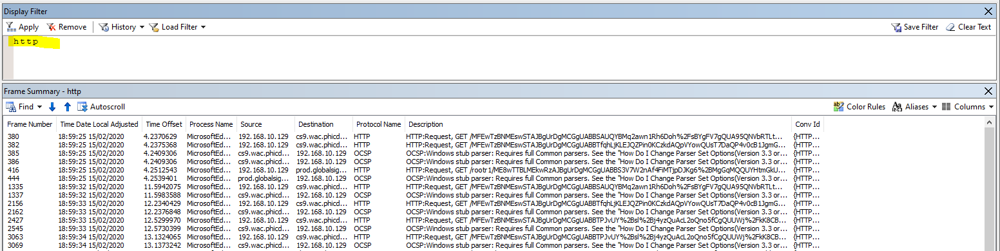 Display Filter
Apply Remove History Load Filter Save Filter Clear Text
http
Frame Summary - http
Find Autoscroll Color Rules Aliases Columns
Frame Number Time Date Local Adjusted Time Offset Process Name Source Destination Protocol Name Description Conv Id
380 18:59:25 15/02/2020 4.2370629 MicrosoftEd... 192.168.10.129 cs9.wac.phicd... HTTP HTTP:Request, GET /MFEwTzBNMEswSTAJBgUrDgMCGgUABBSAUQYBMq2awn1Rh6Doh%2FsBYgFV7gQUA95QNVbRTLt... {HTTP...
382 18:59:25 15/02/2020 4.2375368 MicrosoftEd... 192.168.10.129 cs9.wac.phicd... HTTP HTTP:Request, GET /MFEwTzBNMEswSTAJBgUrDgMCGgUABBTfqhLjKLEJQZPin0KCzkdAQpVYowQUsT7DaQP4v0cB1JgmG... {HTTP...
385 18:59:25 15/02/2020 4.2409306 MicrosoftEd... cs9.wac.phicd... 192.168.10.129 OCSP OCSP:Windows stub parser: Requires full Common parsers. See the "How Do I Change Parser Set Options(Version 3.3 or... {HTTP...
386 18:59:25 15/02/2020 4.2409306 MicrosoftEd... cs9.wac.phicd... 192.168.10.129 OCSP OCSP:Windows stub parser: Requires full Common parsers. See the "How Do I Change Parser Set Options(Version 3.3 or... {HTTP...
416 18:59:25 15/02/2020 4.2512543 MicrosoftEd... 192.168.10.129 prod.globalsig... HTTP HTTP:Request, GET /rootr1/ME8wTTBLMEkwRzAJBgUrDgMCGgUABBS3V7W2nAf4FiMTjpDJKg6%2BMgGqMQQUYHtmGkU... {HTTP...
444 18:59:25 15/02/2020 4.2539401 MicrosoftEd... prod.globalsig... 192.168.10.129 OCSP OCSP:Windows stub parser: Requires full Common parsers. See the "How Do I Change Parser Set Options(Version 3.3 or... {HTTP...
1335 18:59:32 15/02/2020 11.5942075 MicrosoftEd... 192.168.10.129 cs9.wac.phicd... HTTP HTTP:Request, GET /MFEwTzBNMEswSTAJBgUrDgMCGgUABBSAUQYBMq2awn1Rh6Doh%2FsBYgFV7gQUA95QNVbRTLt... {HTTP...
1337 18:59:32 15/02/2020 11.5983588 MicrosoftEd... cs9.wac.phicd... 192.168.10.129 OCSP OCSP:Windows stub parser: Requires full Common parsers. See the "How Do I Change Parser Set Options(Version 3.3 or... {HTTP...
2156 18:59:33 15/02/2020 12.2340429 MicrosoftEd... 192.168.10.129 cs9.wac.phicd... HTTP HTTP:Request, GET /MFEwTzBNMEswSTAJBgUrDgMCGgUABBTfqhLjKLEJQZPin0KCzkdAQpVYowQUsT7DaQP4v0cB1JgmG... {HTTP...
2162 18:59:33 15/02/2020 12.2376848 MicrosoftEd... cs9.wac.phicd... 192.168.10.129 OCSP OCSP:Windows stub parser: Requires full Common parsers. See the "How Do I Change Parser Set Options(Version 3.3 or... {HTTP...
2427 18:59:33 15/02/2020 12.5299970 MicrosoftEd... 192.168.10.129 cs9.wac.phicd... HTTP HTTP:Request, GET /MFEwTzBNMEswSTAJBgUrDgMCGgUABBTPJvUY%2Bsl%2Bj4yzQuAcL2oQno5fCgQUUWj%2FkK8CB... {HTTP...
2545 18:59:33 15/02/2020 12.5730399 MicrosoftEd... cs9.wac.phicd... 192.168.10.129 OCSP OCSP:Windows stub parser: Requires full Common parsers. See the "How Do I Change Parser Set Options(Version 3.3 or... {HTTP...
3063 18:59:34 15/02/2020 13.1324065 MicrosoftEd... 192.168.10.129 cs9.wac.phicd... HTTP HTTP:Request, GET /MFEwTzBNMEswSTAJBgUrDgMCGgUABBTPJvUY%2Bsl%2Bj4yzQuAcL2oQno5fCgQUUWj%2FkK8CB... {HTTP...
3069 18:59:34 15/02/2020 13.1373242 MicrosoftEd... cs9.wac.phicd... 192.168.10.129 OCSP OCSP:Windows stub parser: Requires full Common parsers. See the "How Do I Change Parser Set Options(Version 3.3 or... {HTTP...